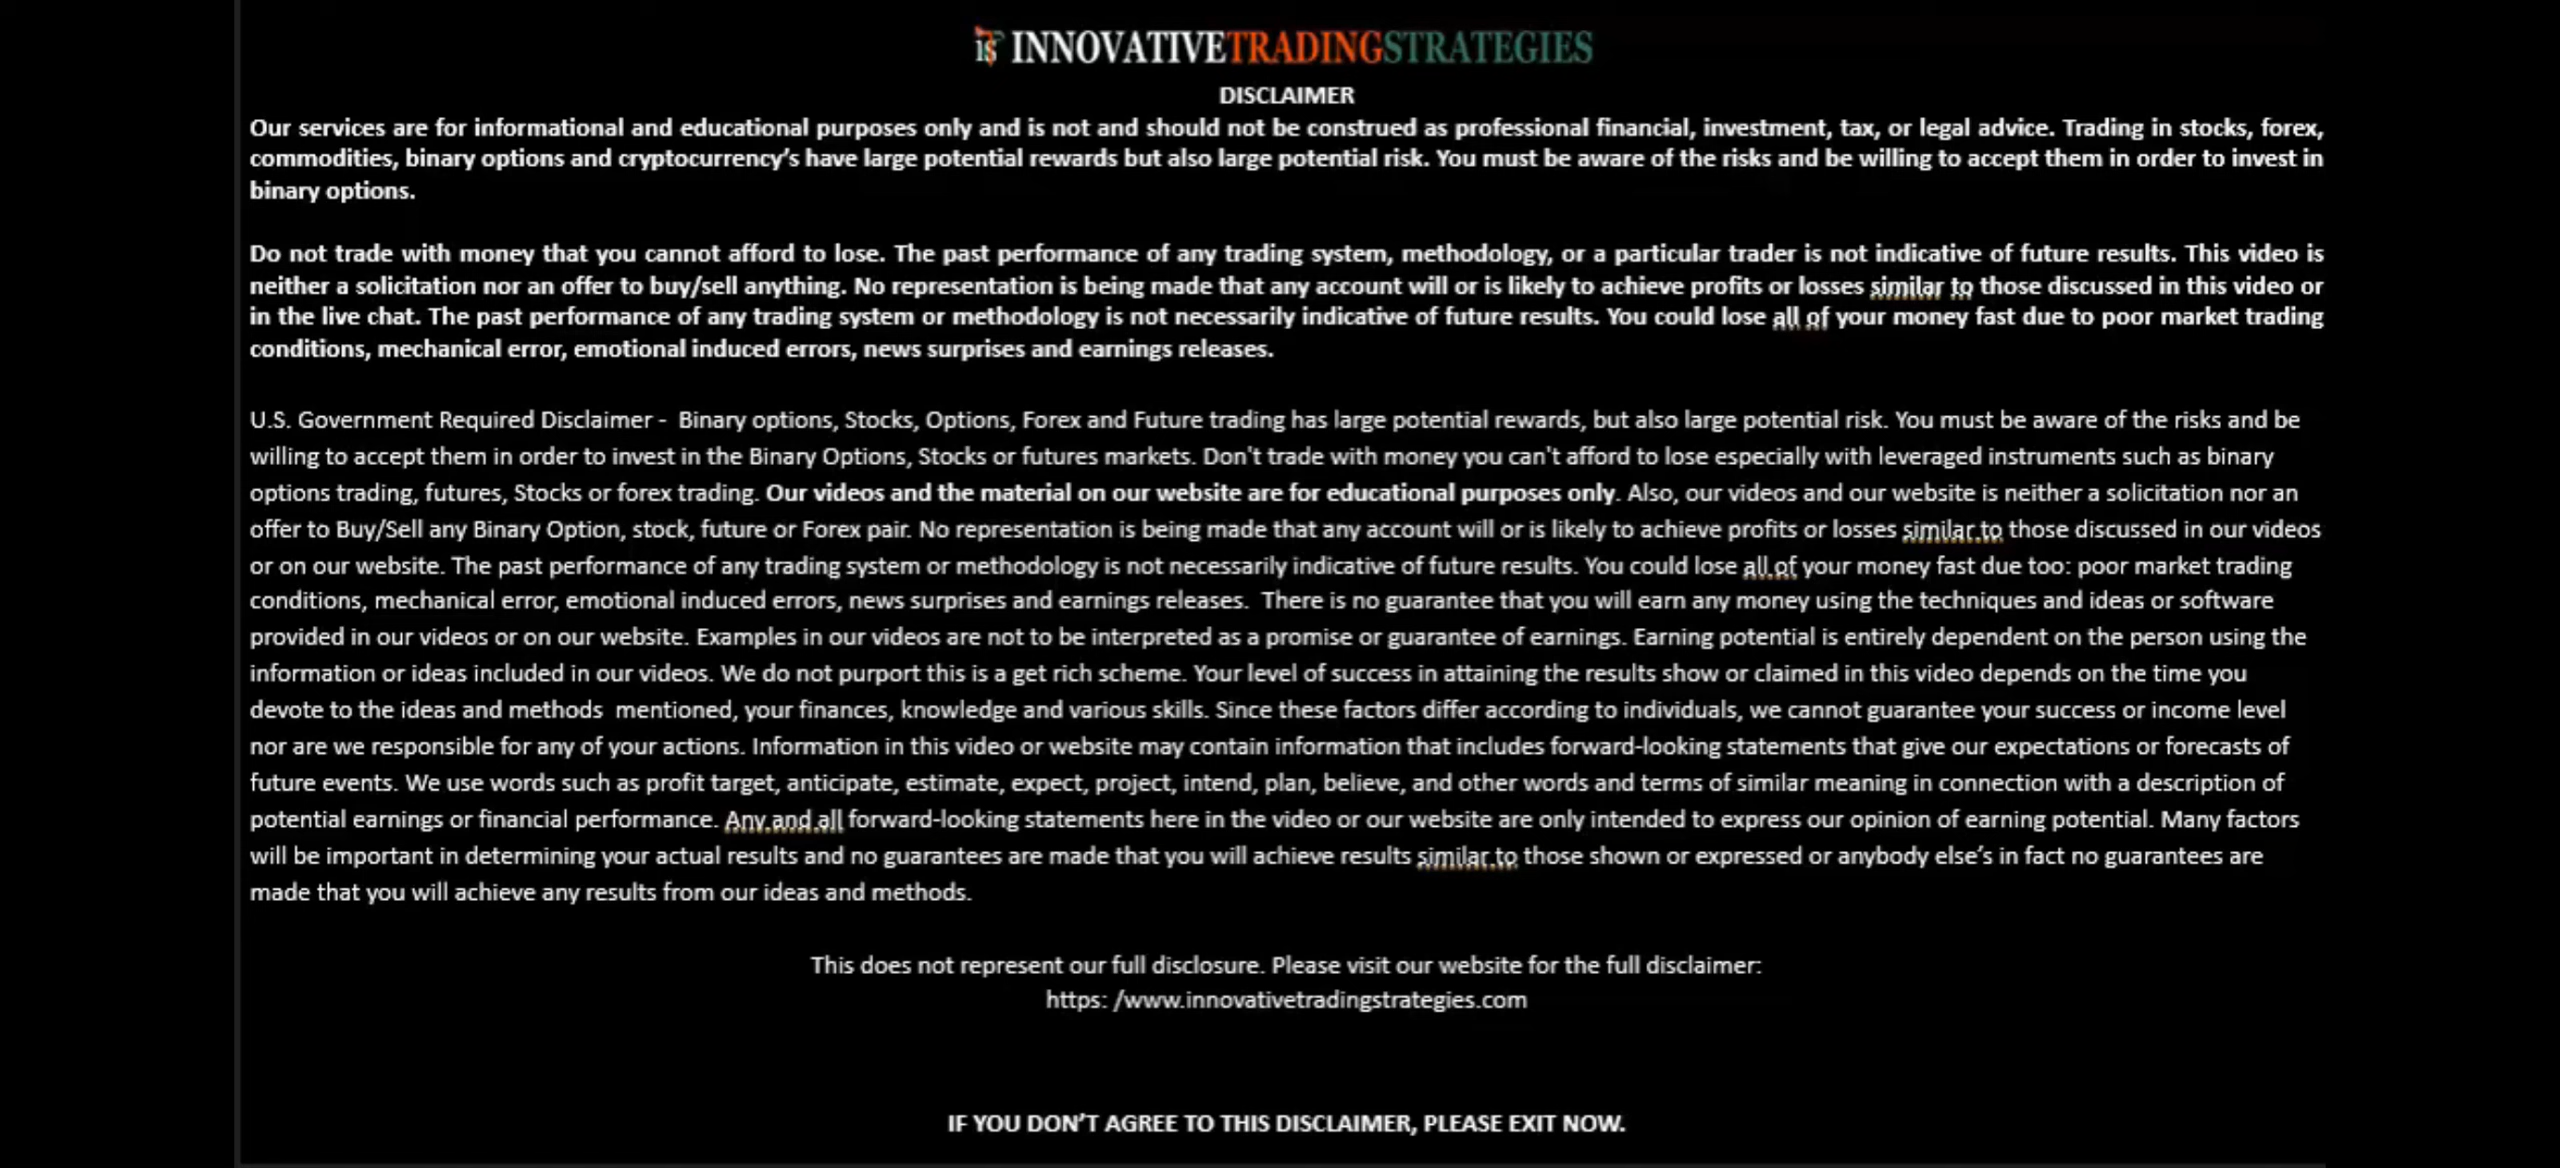 its INNOVATIVETRADINGSTRATEGIES
DISCLAIMER
Our services are for informational and educational purposes only and is not and should not be construed as professional financial, investment, tax, or legal advice. Trading in stocks, forex,
commodities, binary options and cryptocurrency’s have large potential rewards but also large potential risk. You must be aware of the risks and be willing to accept them in order to invest in
binary options.
Do not trade with money that you cannot afford to lose. The past performance of any trading system, methodology, or a particular trader is not indicative of future results. This video is
neither a solicitation nor an offer to buy/sell anything. No representation is being made that any account will or is likely to achieve profits or losses similar to those discussed in this video or
in the live chat. The past performance of any trading system or methodology is not necessarily indicative of future results. You could lose all of your money fast due to poor market trading
conditions, mechanical error, emotional induced errors, news surprises and earnings releases.
U.S. Government Required Disclaimer -  Binary options, Stocks, Options, Forex and Future trading has large potential rewards, but also large potential risk. You must be aware of the risks and be
willing to accept them in order to invest in the Binary Options, Stocks or futures markets. Don't trade with money you can't afford to lose especially with leveraged instruments such as binary
options trading, futures, Stocks or forex trading. Our videos and the material on our website are for educational purposes only. Also, our videos and our website is neither a solicitation nor an
offer to Buy/Sell any Binary Option, stock, future or Forex pair. No representation is being made that any account will or is likely to achieve profits or losses similar to those discussed in our videos
or on our website. The past performance of any trading system or methodology is not necessarily indicative of future results. You could lose all of your money fast due too: poor market trading
conditions, mechanical error, emotional induced errors, news surprises and earnings releases.  There is no guarantee that you will earn any money using the techniques and ideas or software
provided in our videos or on our website. Examples in our videos are not to be interpreted as a promise or guarantee of earnings. Earning potential is entirely dependent on the person using the
information or ideas included in our videos. We do not purport this is a get rich scheme. Your level of success in attaining the results show or claimed in this video depends on the time you
devote to the ideas and methods  mentioned, your finances, knowledge and various skills. Since these factors differ according to individuals, we cannot guarantee your success or income level
nor are we responsible for any of your actions. Information in this video or website may contain information that includes forward-looking statements that give our expectations or forecasts of
future events. We use words such as profit target, anticipate, estimate, expect, project, intend, plan, believe, and other words and terms of similar meaning in connection with a description of
potential earnings or financial performance. Any and all forward-looking statements here in the video or our website are only intended to express our opinion of earning potential. Many factors
will be important in determining your actual results and no guarantees are made that you will achieve results similar to those shown or expressed or anybody else’s in fact no guarantees are
made that you will achieve any results from our ideas and methods.
This does not represent our full disclosure. Please visit our website for the full disclaimer:
https: /www.innovativetradingstrategies.com
IF YOU DON’T AGREE TO THIS DISCLAIMER, PLEASE EXIT NOW.